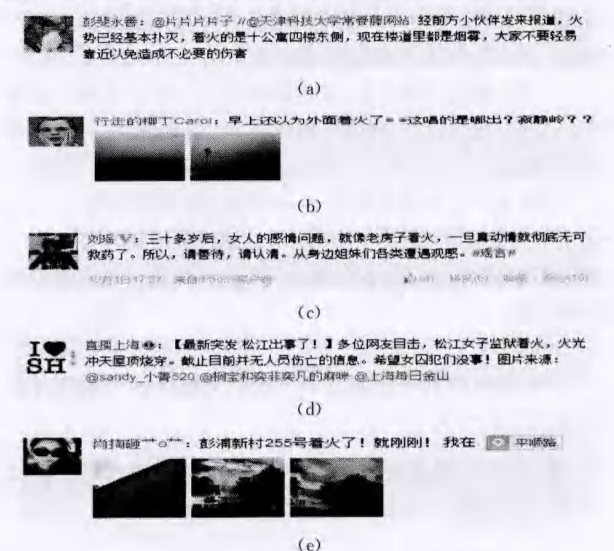 彭斐永善：@片片片片子 //@天津科技大学常春藤网站 经前方小伙伴发来报道，火
势已经基本扑灭，着火的是十公寓四楼东侧，现在楼道里都是烟雾，大家不要轻易
靠近以免造成不必要的伤害
(a)
行走的柳丁Carol：早上还以为外面着火了= =这唱的是哪出？寂静岭？？
(b)
刘瑶 V：三十多岁后，女人的感情问题，就像老房子着火，一旦真动情就彻底无可
救药了。所以，请善待，请认清。从身边姐妹们各类遭遇观感。#瑶言#
(c)
I ♥
SH
直播上海：【最新突发 松江出事了！】多位网友目击，松江女子监狱着火，火光
冲天屋顶烧穿。截止目前并无人员伤亡的信息。希望女囚犯们没事！图片来源：
@sandy_小蒋520 @桐宝和奕菲奕凡的麻咪 @上海每日金山
(d)
：彭浦新村255号着火了！就刚刚！ 我在 平顺路
(e)